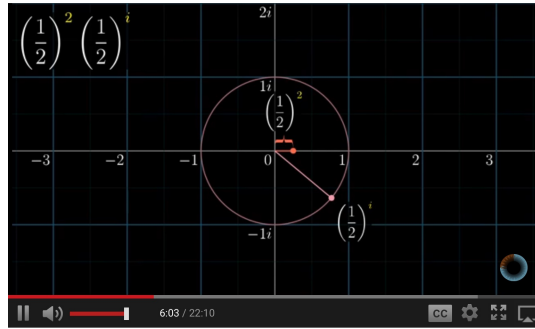 (1/2)^2 (1/2)^i
2i
1i
(1/2)^2
-3 -2 -1 0 1 2 3
(1/2)^i
-1i
6:03 / 22:10 CC